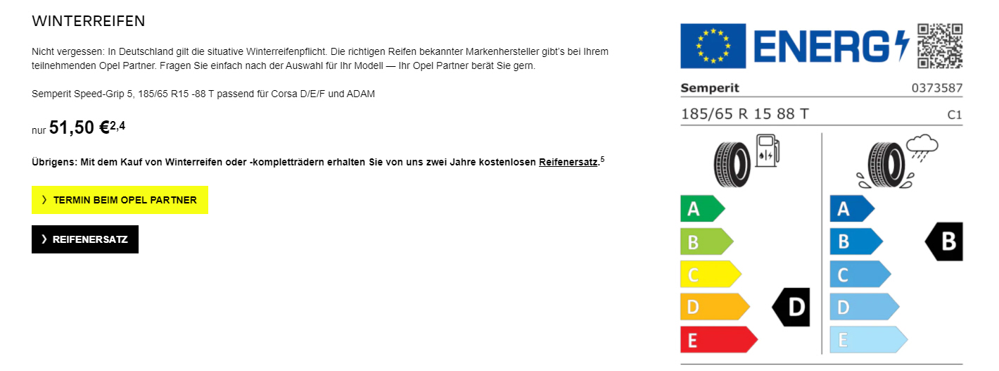 WINTERREIFEN
Nicht vergessen: In Deutschland gilt die situative Winterreifenpflicht. Die richtigen Reifen bekannter Markenhersteller gibt’s bei Ihrem
teilnehmenden Opel Partner. Fragen Sie einfach nach der Auswahl für Ihr Modell — Ihr Opel Partner berät Sie gern.
Semperit Speed-Grip 5, 185/65 R15 -88 T passend für Corsa D/E/F und ADAM
nur 51,50 €2,4
Übrigens: Mit dem Kauf von Winterreifen oder -kompletträdern erhalten Sie von uns zwei Jahre kostenlosen Reifenersatz.5
❯ TERMIN BEIM OPEL PARTNER
❯ REIFENERSATZ
ENERG
Semperit 0373587
185/65 R 15 88 T C1
A
B
C
D
E
D
A
B
C
D
E
B